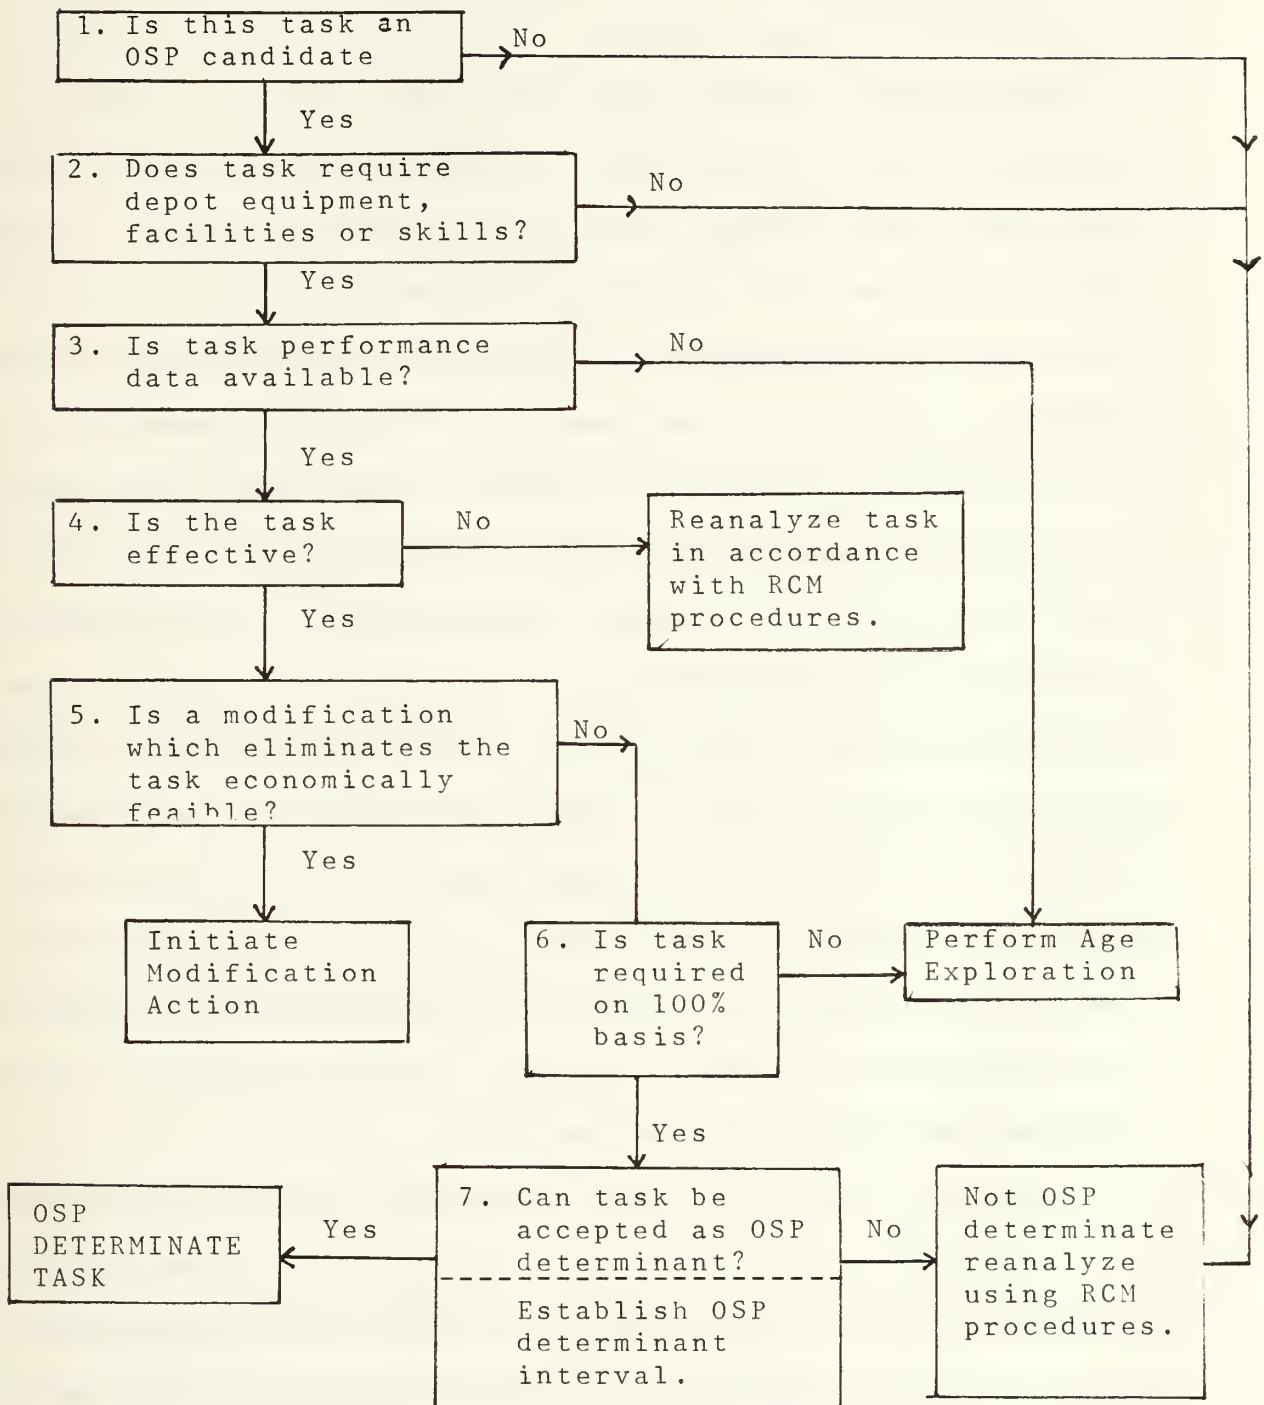 1. Is this task an
OSP candidate
No
Yes
2. Does task require
depot equipment,
facilities or skills?
No
Yes
3. Is task performance
data available?
No
Yes
4. Is the task
effective?
No
Reanalyze task
in accordance
with RCM
procedures.
Yes
5. Is a modification
which eliminates the
task economically
feaible?
No
Yes
Initiate
Modification
Action
6. Is task
required
on 100%
basis?
No
Perform Age
Exploration
Yes
OSP
DETERMINATE
TASK
Yes
7. Can task be
accepted as OSP
determinant?
Establish OSP
determinant
interval.
No
Not OSP
determinate
reanalyze
using RCM
procedures.